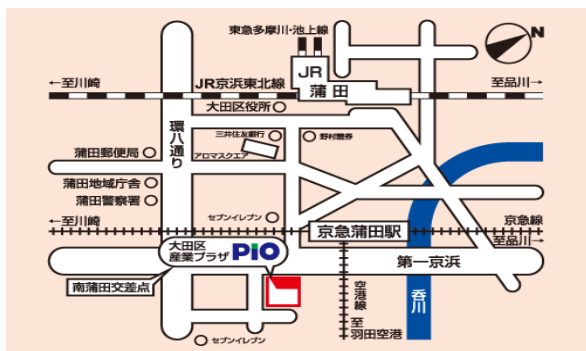 東急多摩川・池上線
N
JR
蒲田
←至川崎
JR京浜東北線
至品川→
大田区役所
環八通り
三井住友銀行
野村證券
アロマスクエア
蒲田郵便局
蒲田地域庁舎
蒲田警察署
セブンイレブン
←至川崎
京急蒲田駅
京急線
至品川→
大田区
産業プラザ PiO
第一京浜
南蒲田交差点
空港線
至
羽田空港
呑川
セブンイレブン